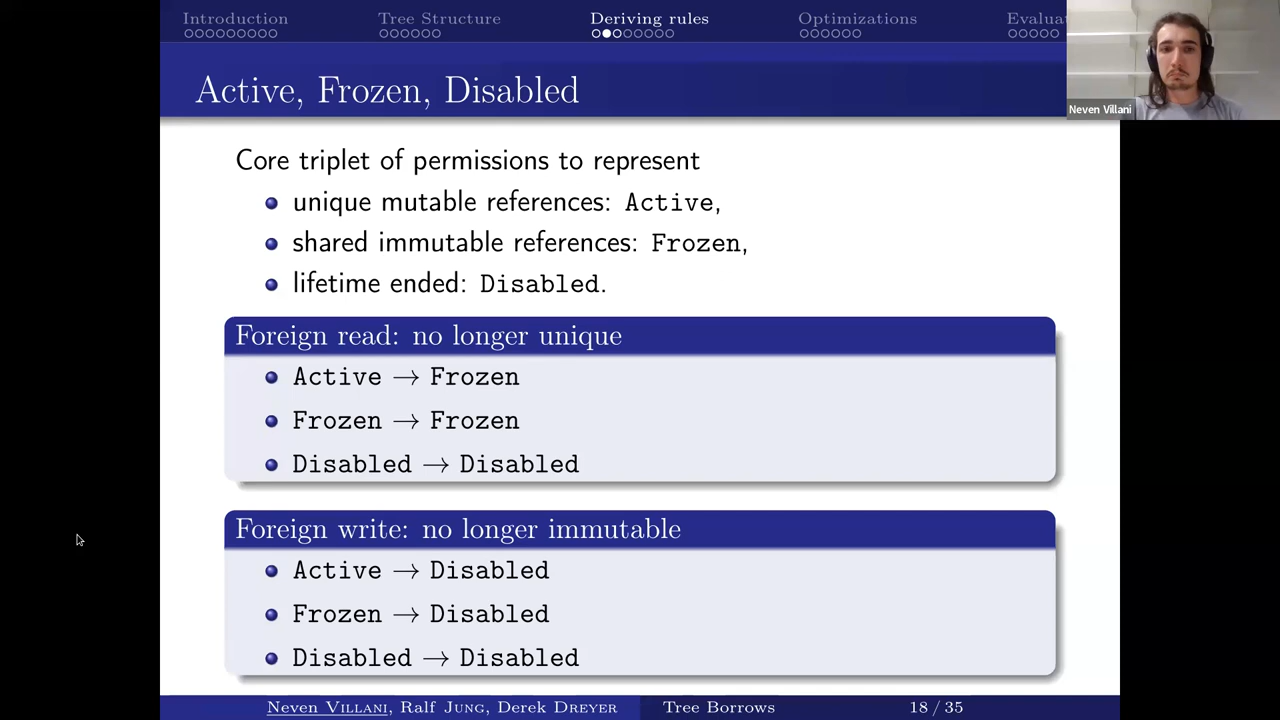 Introduction Tree Structure Deriving rules Optimizations Evalua
Active, Frozen, Disabled
Neven Villani
Core triplet of permissions to represent
unique mutable references: Active,
shared immutable references: Frozen,
lifetime ended: Disabled.
Foreign read: no longer unique
Active → Frozen
Frozen → Frozen
Disabled → Disabled
Foreign write: no longer immutable
Active → Disabled
Frozen → Disabled
Disabled → Disabled
Neven Villani, Ralf Jung, Derek Dreyer Tree Borrows 18 / 35